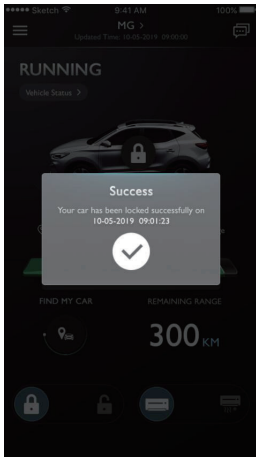 Sketch 9:41 AM 100%
MG >
Updated Time: 10-05-2019 09:00:00
RUNNING
Vehicle Status >
Success
Your car has been locked successfully on
10-05-2019 09:01:23
FIND MY CAR REMAINING RANGE
300 KM